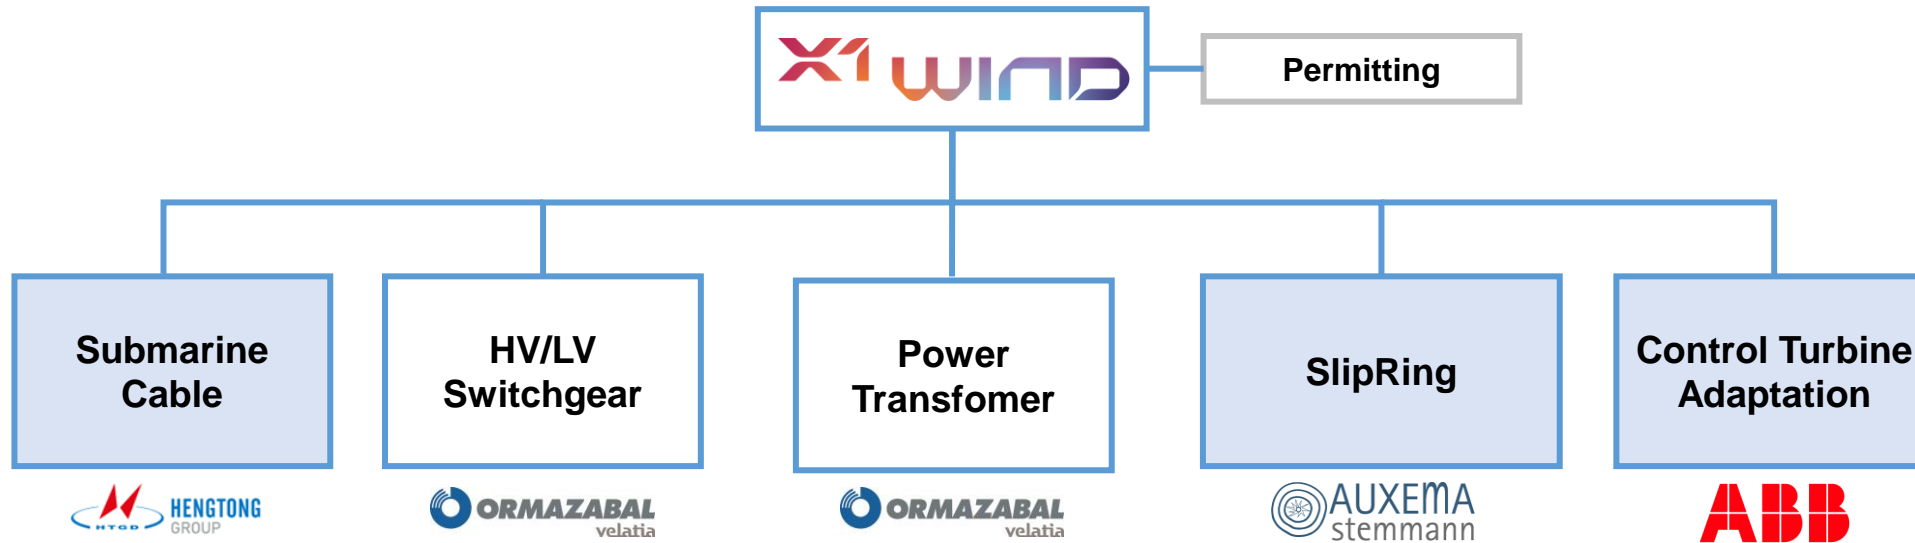 X1 WIND
Permitting
Submarine
Cable
HV/LV
Switchgear
Power
Transfomer
SlipRing
Control Turbine
Adaptation
HTGD
HENGTONG
GROUP
ORMAZABAL
velatia
ORMAZABAL
velatia
AUXEMA
stemmann
ABB